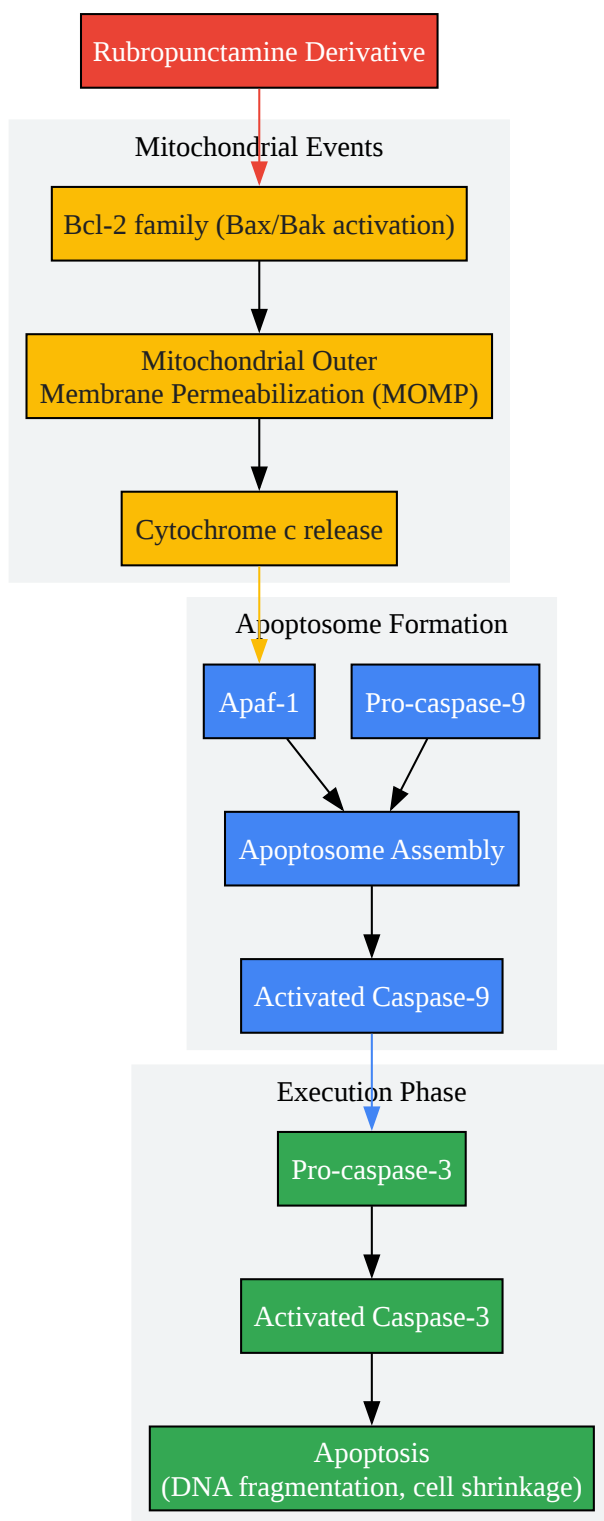 Rubropunctamine Derivative
Mitochondrial Events
Bcl-2 family (Bax/Bak activation)
Mitochondrial Outer
Membrane Permeabilization (MOMP)
Cytochrome c release
Apoptosome Formation
Apaf-1
Pro-caspase-9
Apoptosome Assembly
Activated Caspase-9
Execution Phase
Pro-caspase-3
Activated Caspase-3
Apoptosis
(DNA fragmentation, cell shrinkage)